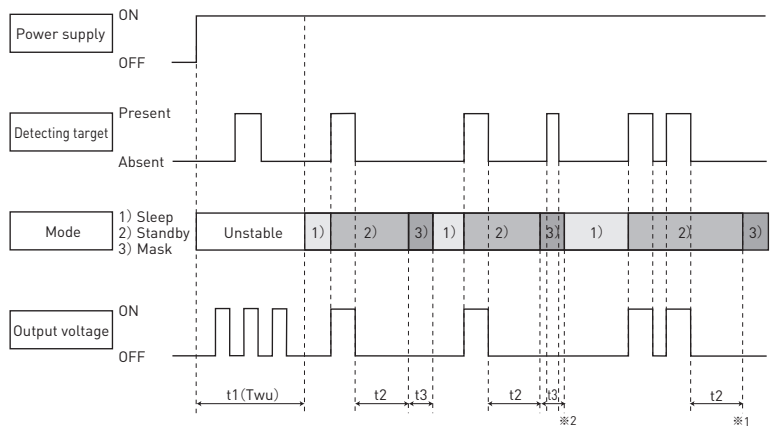 Power supply
ON
OFF
Detecting target
Present
Absent
Mode
1) Sleep
2) Standby
3) Mask
Unstable 1) 2) 3) 1) 2) 3) 1) 2) 3)
Output voltage
ON
OFF
t1(Twu) t2 t3 t2 t3 t2
※2 ※1